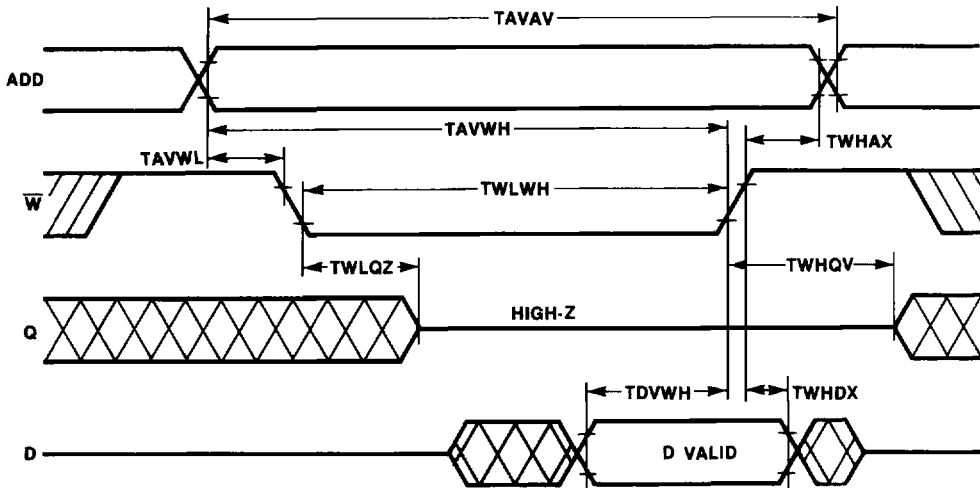 TAVAV
ADD
TAVWH
TAVWL
TWHAX
W
TWLWH
TWLQZ
TWHQV
Q
HIGH-Z
TDVWH
TWHDX
D
D VALID